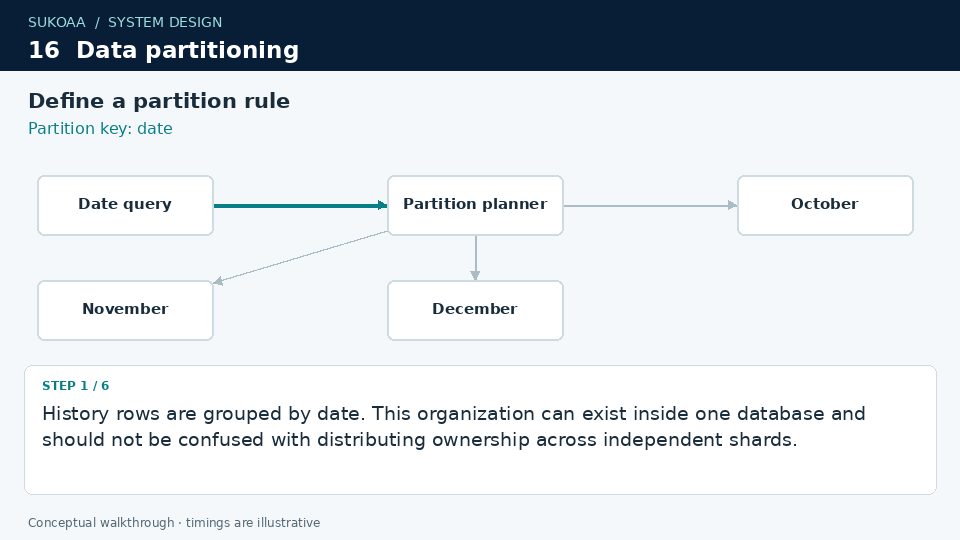 SUKOAA / SYSTEM DESIGN
16 Data partitioning
Define a partition rule
Partition key: date
Date query
Partition planner
October
November
December
STEP 1 / 6
History rows are grouped by date. This organization can exist inside one database and
should not be confused with distributing ownership across independent shards.
Conceptual walkthrough · timings are illustrative